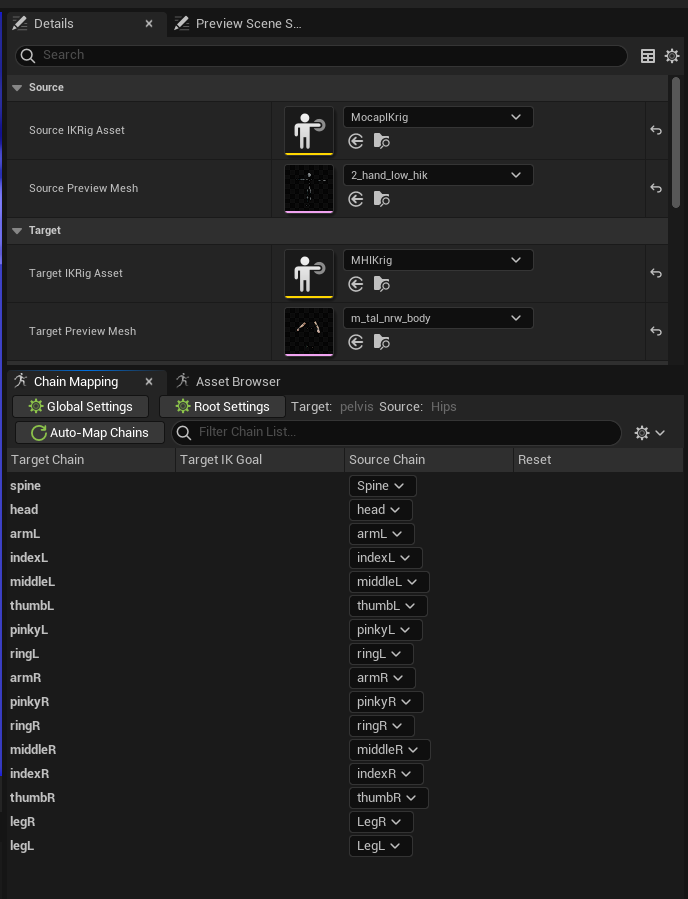 Details × Preview Scene S...
Search
Source
Source IKRig Asset MocapIKrig
Source Preview Mesh 2_hand_low_hik
Target
Target IKRig Asset MHIKrig
Target Preview Mesh m_tal_nrw_body
Chain Mapping × Asset Browser
Global Settings Root Settings Target: pelvis Source: Hips
Auto-Map Chains Filter Chain List...
Target Chain Target IK Goal Source Chain Reset
spine Spine
head head
armL armL
indexL indexL
middleL middleL
thumbL thumbL
pinkyL pinkyL
ringL ringL
armR armR
pinkyR pinkyR
ringR ringR
middleR middleR
indexR indexR
thumbR thumbR
legR LegR
legL LegL